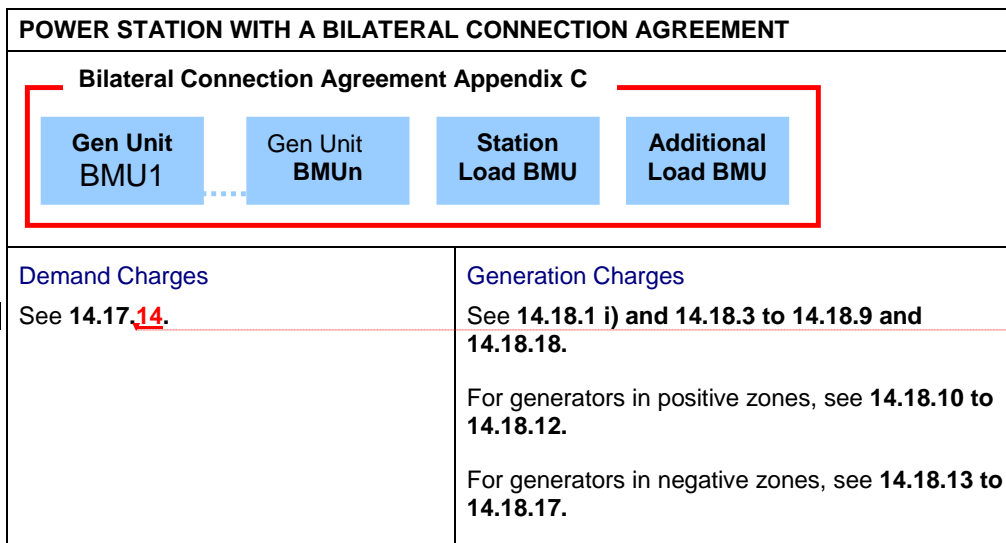 POWER STATION WITH A BILATERAL CONNECTION AGREEMENT
Bilateral Connection Agreement Appendix C
Gen Unit
BMU1
Gen Unit
BMUn
Station
Load BMU
Additional
Load BMU
Demand Charges
See 14.17.14.
Generation Charges
See 14.18.1 i) and 14.18.3 to 14.18.9 and
14.18.18.
For generators in positive zones, see 14.18.10 to
14.18.12.
For generators in negative zones, see 14.18.13 to
14.18.17.